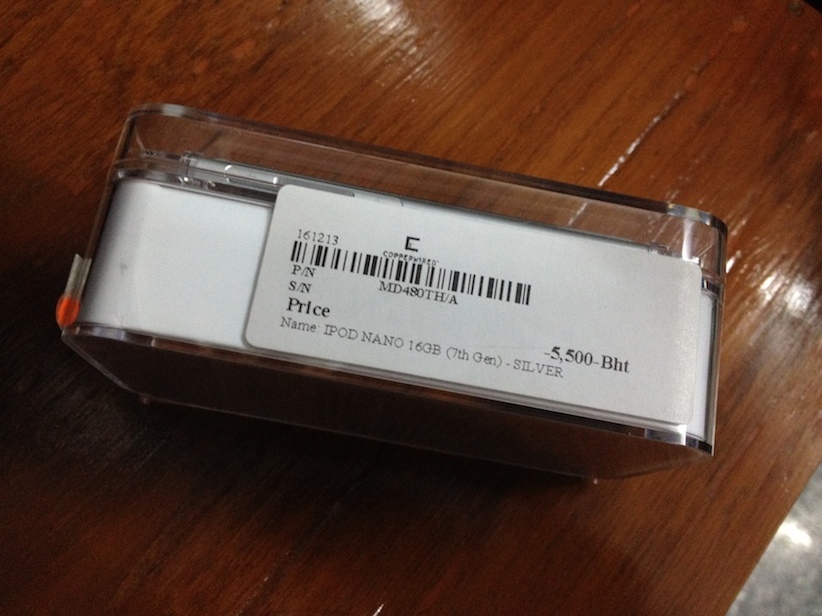 161213
COPPERWIRED
P/N MD480TH/A
S/N
Price -5,500-Bht
Name: IPOD NANO 16GB (7th Gen) - SILVER